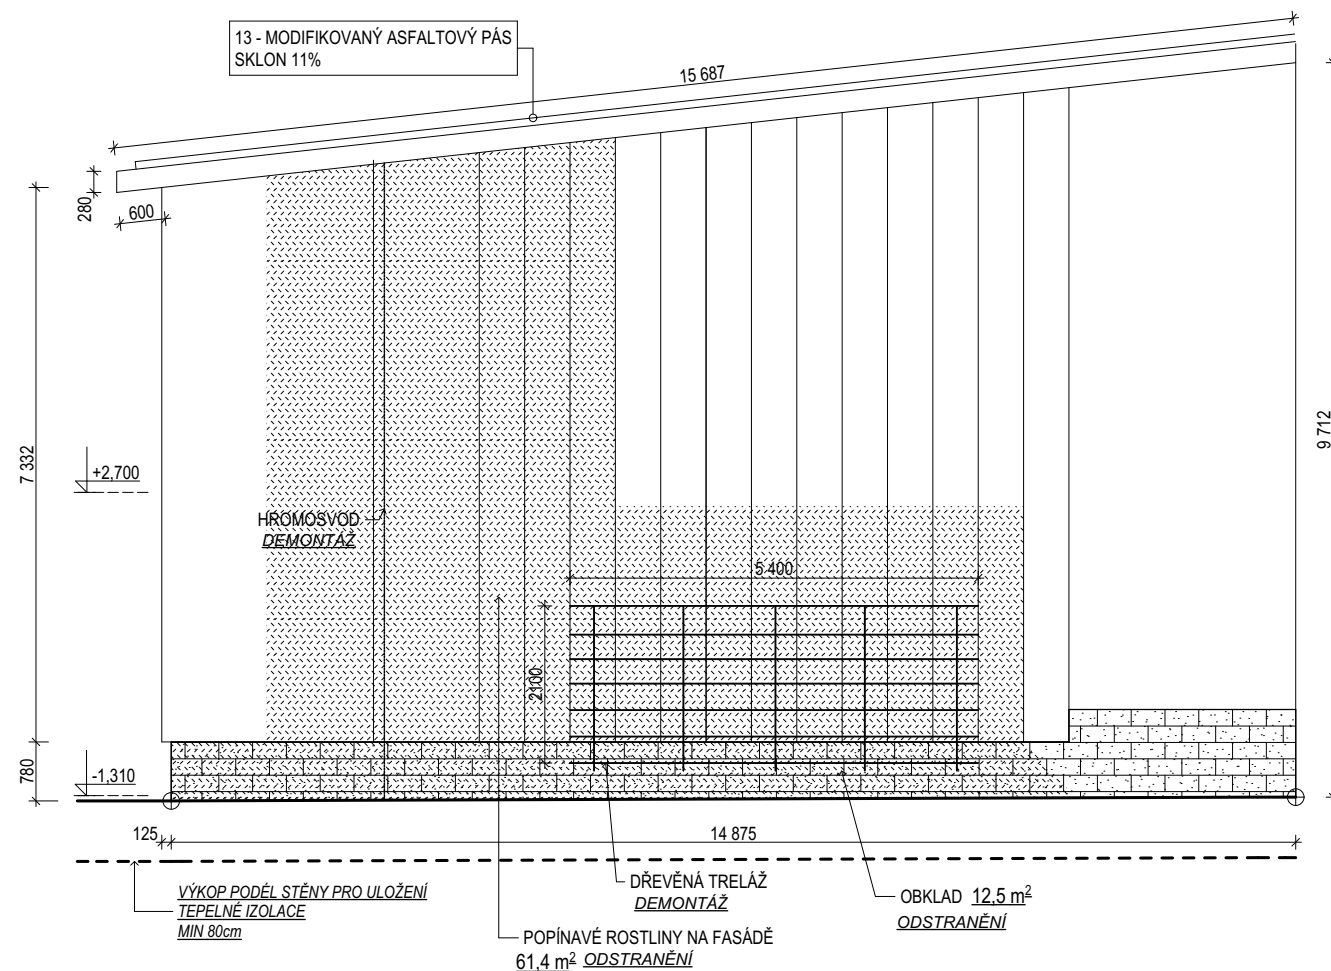 13 - MODIFIKOVANÝ ASFALTOVÝ PÁS
SKLON 11%
15 687
280
600
7 332
9 712
+2,700
HROMOSVOD
DEMONTÁŽ
5 400
2100
780
-1,310
125
14 875
VÝKOP PODÉL STĚNY PRO ULOŽENÍ
TEPELNÉ IZOLACE
MIN 80cm
DŘEVĚNÁ TRELÁŽ
DEMONTÁŽ
OBKLAD 12,5 m²
ODSTRANĚNÍ
POPÍNAVÉ ROSTLINY NA FASÁDĚ
61,4 m² ODSTRANĚNÍ